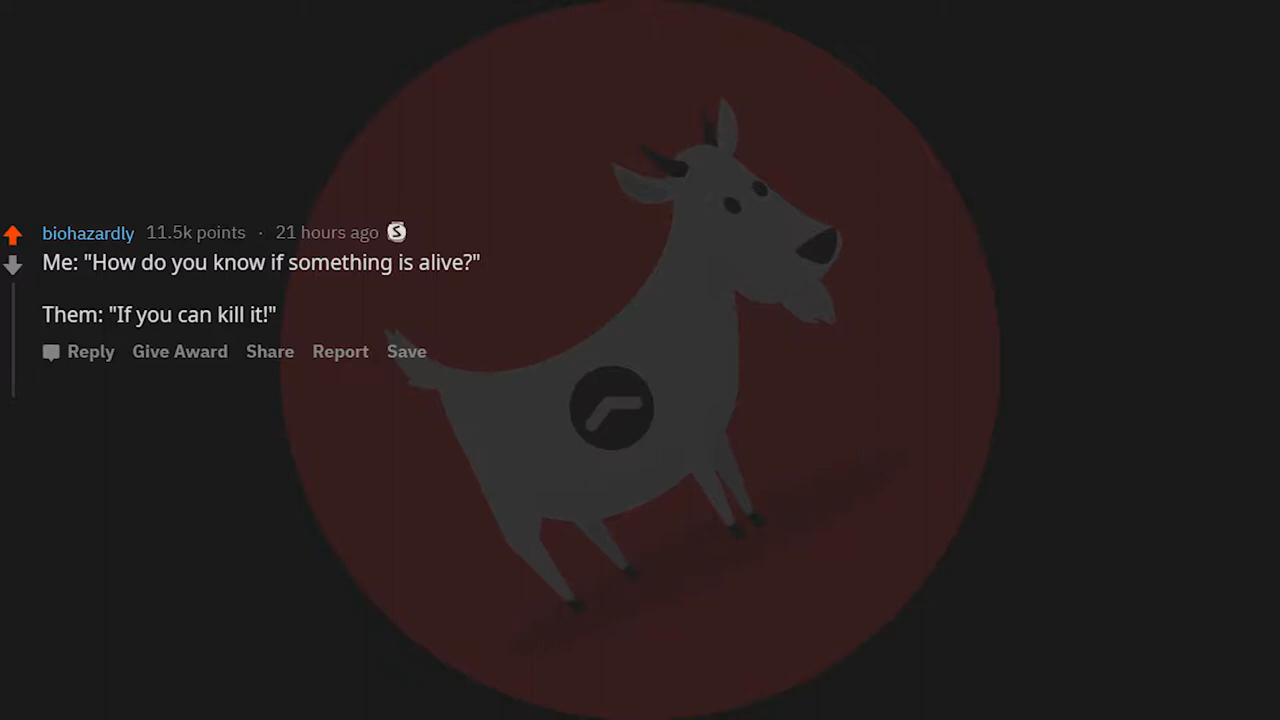 biohazardly 11.5k points · 21 hours ago S
Me: "How do you know if something is alive?"
Them: "If you can kill it!"
Reply Give Award Share Report Save